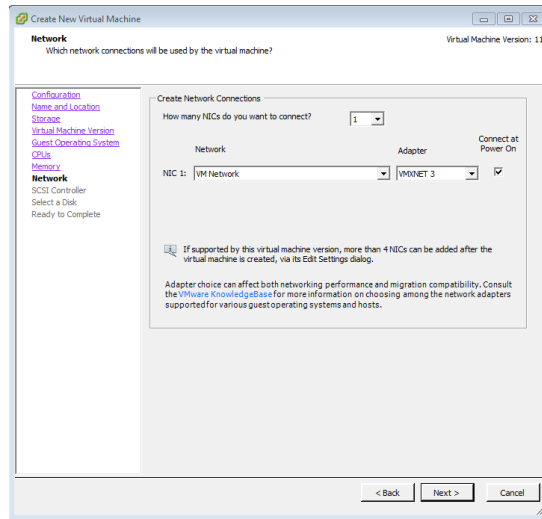 Create New Virtual Machine
Network
Which network connections will be used by the virtual machine?
Virtual Machine Version: 11
Configuration
Name and Location
Storage
Virtual Machine Version
Guest Operating System
CPUs
Memory
Network
SCSI Controller
Select a Disk
Ready to Complete
Create Network Connections
How many NICs do you want to connect?
1
Network
Adapter
Connect at
Power On
NIC 1:
VM Network
VMXNET 3
If supported by this virtual machine version, more than 4 NICs can be added after the
virtual machine is created, via its Edit Settings dialog.
Adapter choice can affect both networking performance and migration compatibility. Consult
the VMware KnowledgeBase for more information on choosing among the network adapters
supported for various guest operating systems and hosts.
< Back
Next >
Cancel